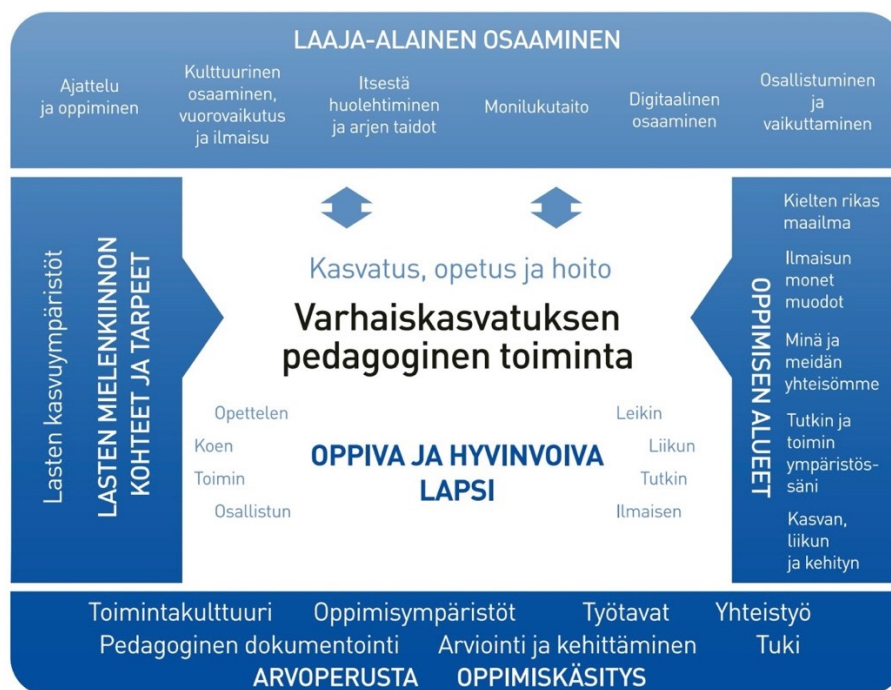 LAAJA-ALAINEN OSAAMINEN
Ajattelu
ja oppiminen
Kulttuurinen
osaaminen,
vuorovaikutus
ja ilmaisu
Itsestä
huolehtiminen
ja arjen taidot
Monilukutaito
Digitaalinen
osaaminen
Osallistuminen
ja
vaikuttaminen
Lasten kasvuympäristöt
LASTEN MIELENKIINNON
KOHTEET JA TARPEET
Kasvatus, opetus ja hoito
Varhaiskasvatuksen
pedagoginen toiminta
Opettelen
Koen
Toimin
Osallistun
OPPIVA JA HYVINVOIVA
LAPSI
Leikin
Liikun
Tutkin
Ilmaisen
OPPIMISEN ALUEET
Kielten rikas
maailma
Ilmaisun
monet
muodot
Minä ja
meidän
yhteisömme
Tutkin ja
toimin
ympäristös-
säni
Kasvan,
liikun
ja kehityn
Toimintakulttuuri Oppimisympäristöt Työtavat Yhteistyö
Pedagoginen dokumentointi Arviointi ja kehittäminen Tuki
ARVOPERUSTA OPPIMISKÄSITYS